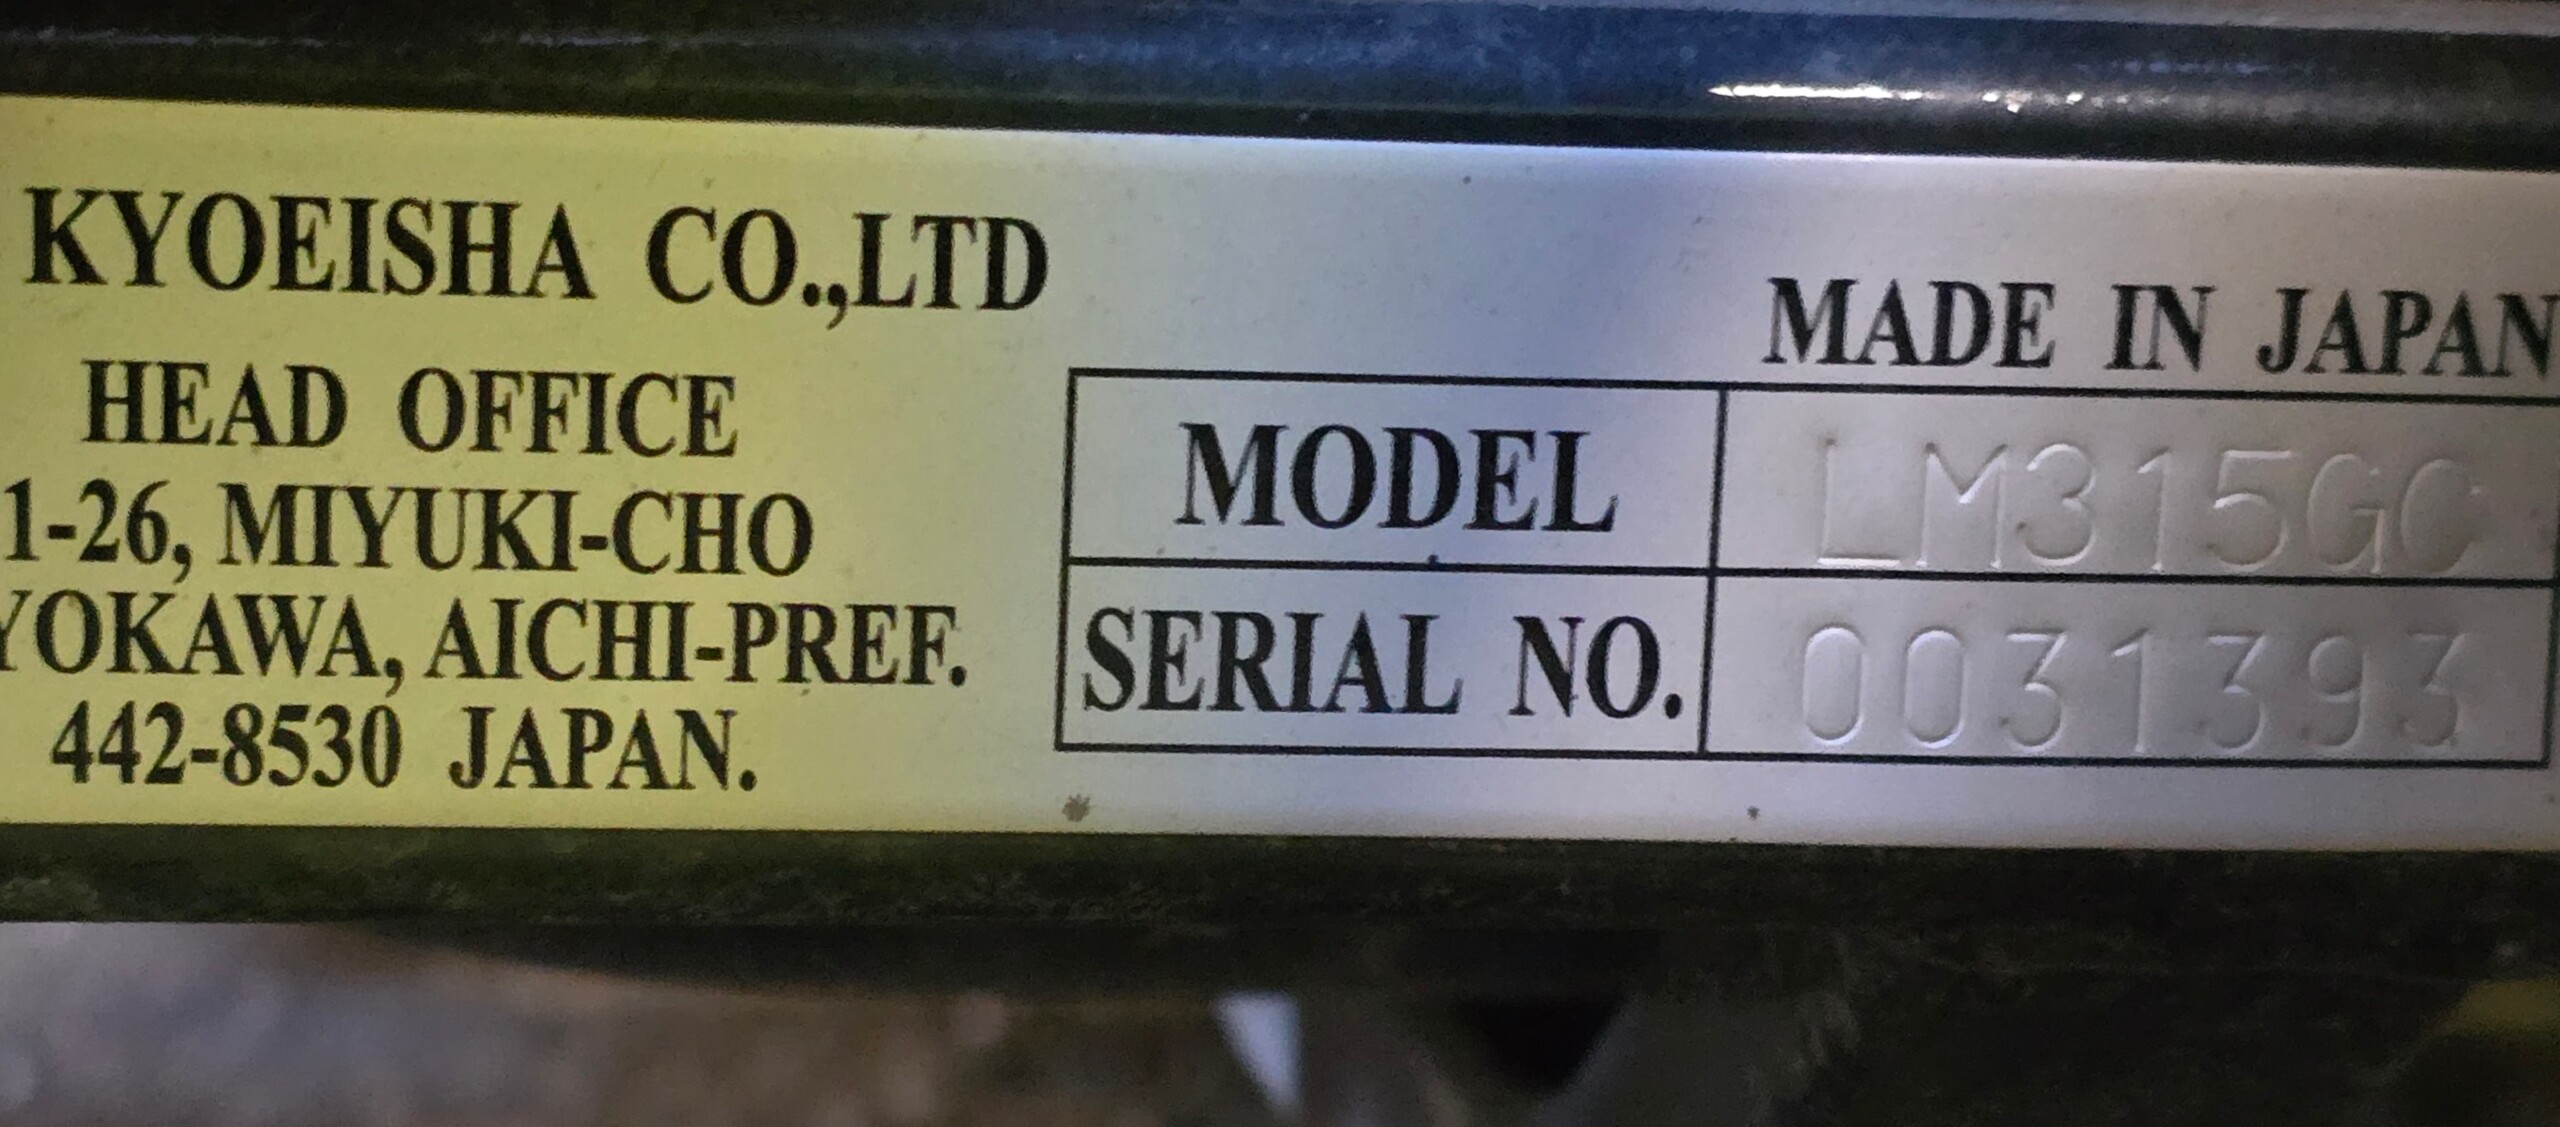 KYOEISHA CO.,LTD
HEAD OFFICE
1-26, MIYUKI-CHO
YOKAWA, AICHI-PREF.
442-8530 JAPAN.
MADE IN JAPAN
MODEL LM315GC
SERIAL NO. 0031393